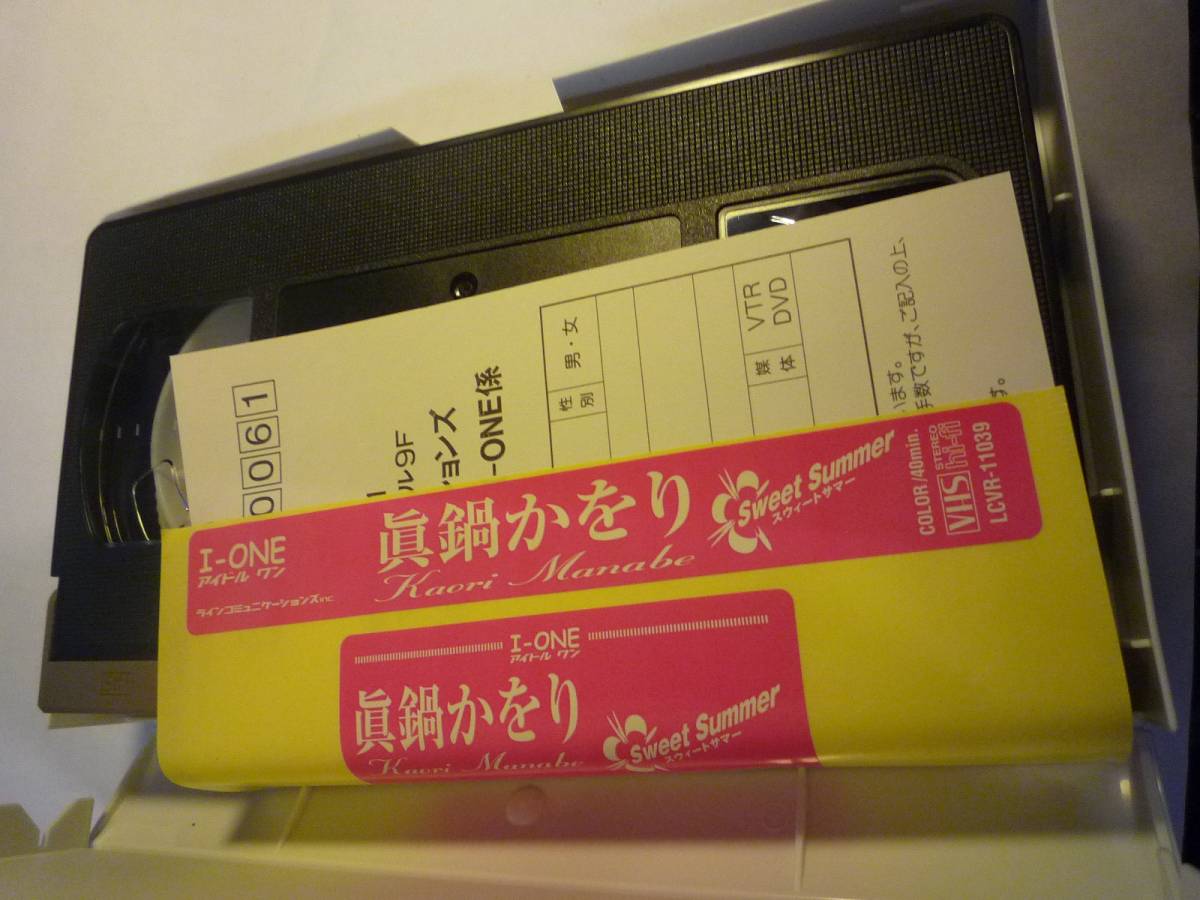 0061
ル9F
ョンズ
-ONE係
性別
男・女
媒体
VTR
DVD
います。
手数ですが、ご記入の上、
す。
I-ONE
アイドル ワン
ラインコミュニケーションズinc.
眞鍋かをり
Kaori Manabe
Sweet Summer
スウィートサマー
COLOR/40min.
VHS STEREO hi-fi
LCVR-11039
I-ONE
アイドル ワン
眞鍋かをり
Kaori Manabe
Sweet Summer
スウィートサマー